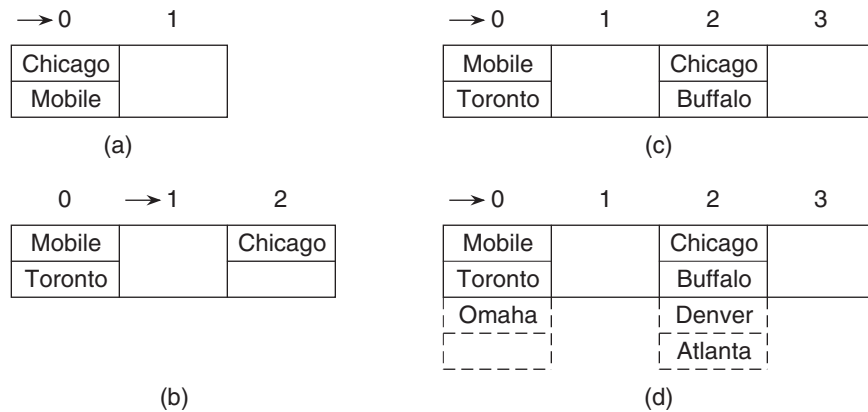 → 0 1
Chicago
Mobile
(a)
0 → 1 2
Mobile Chicago
Toronto
(b)
→ 0 1 2 3
Mobile Chicago
Toronto Buffalo
(c)
→ 0 1 2 3
Mobile Chicago
Toronto Buffalo
Omaha Denver
Atlanta
(d)